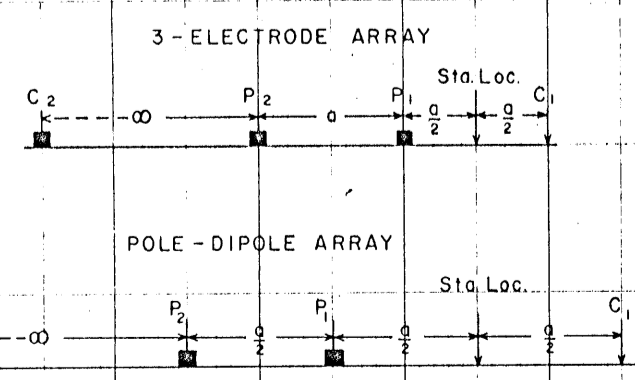 3-ELECTRODE ARRAY
Sta. Loc.
C2 P2 P1 C1
-∞ a a/2 a/2
POLE-DIPOLE ARRAY
Sta. Loc.
P2 P1 C1
-∞ a/2 a/2 a/2